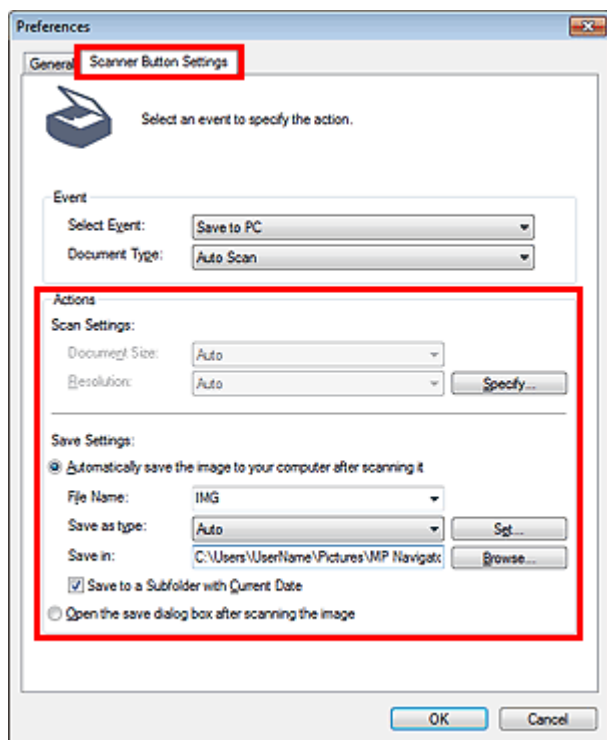 Preferences
General Scanner Button Settings
Select an event to specify the action.
Event
Select Event: Save to PC
Document Type: Auto Scan
Actions
Scan Settings:
Document Size: Auto
Resolution: Auto Specify...
Save Settings:
Automatically save the image to your computer after scanning it
File Name: IMG
Save as type: Auto Set...
Save in: C:\Users\UserName\Pictures\MP Navigato Browse...
Save to a Subfolder with Current Date
Open the save dialog box after scanning the image
OK Cancel